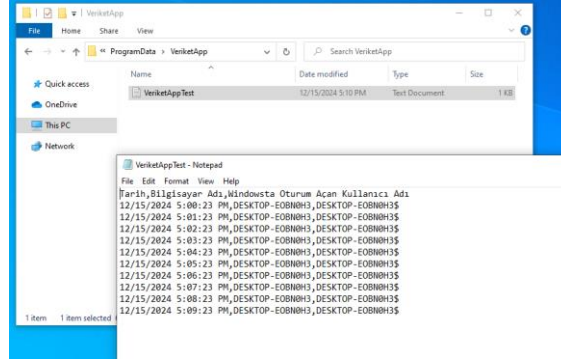 VeriketApp
File Home Share View
« ProgramData > VeriketApp
Search VeriketApp
Name Date modified Type Size
Quick access
VeriketAppTest 12/15/2024 5:10 PM Text Document 1 KB
OneDrive
This PC
Network
VeriketAppTest - Notepad
File Edit Format View Help
Tarih,Bilgisayar Adı,Windowsta Oturum Açan Kullanıcı Adı
12/15/2024 5:00:23 PM,DESKTOP-EOBN0H3,DESKTOP-EOBN0H3$
12/15/2024 5:01:23 PM,DESKTOP-EOBN0H3,DESKTOP-EOBN0H3$
12/15/2024 5:02:23 PM,DESKTOP-EOBN0H3,DESKTOP-EOBN0H3$
12/15/2024 5:03:23 PM,DESKTOP-EOBN0H3,DESKTOP-EOBN0H3$
12/15/2024 5:04:23 PM,DESKTOP-EOBN0H3,DESKTOP-EOBN0H3$
12/15/2024 5:05:23 PM,DESKTOP-EOBN0H3,DESKTOP-EOBN0H3$
12/15/2024 5:06:23 PM,DESKTOP-EOBN0H3,DESKTOP-EOBN0H3$
12/15/2024 5:07:23 PM,DESKTOP-EOBN0H3,DESKTOP-EOBN0H3$
12/15/2024 5:08:23 PM,DESKTOP-EOBN0H3,DESKTOP-EOBN0H3$
12/15/2024 5:09:23 PM,DESKTOP-EOBN0H3,DESKTOP-EOBN0H3$
1 item 1 item selected